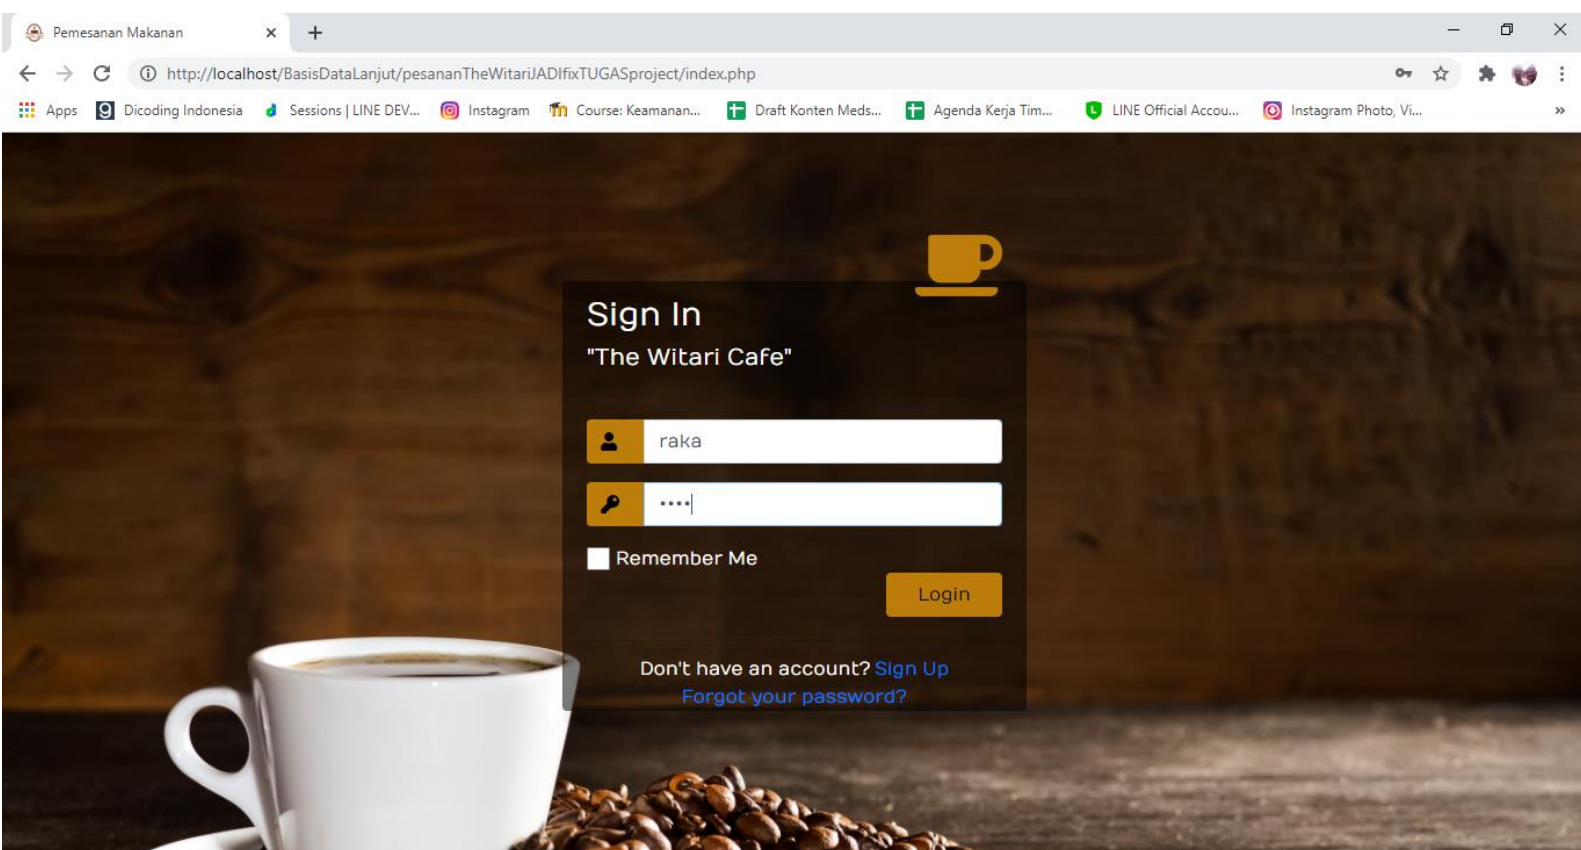 Pemesanan Makanan
http://localhost/BasisDataLanjut/pesananTheWitariJADIfixTUGASproject/index.php
Apps Dicoding Indonesia Sessions | LINE DEV... Instagram Course: Keamanan... Draft Konten Meds... Agenda Kerja Tim... LINE Official Accou... Instagram Photo, Vi... »
Sign In
"The Witari Cafe"
raka
••••
Remember Me
Login
Don't have an account? Sign Up
Forgot your password?